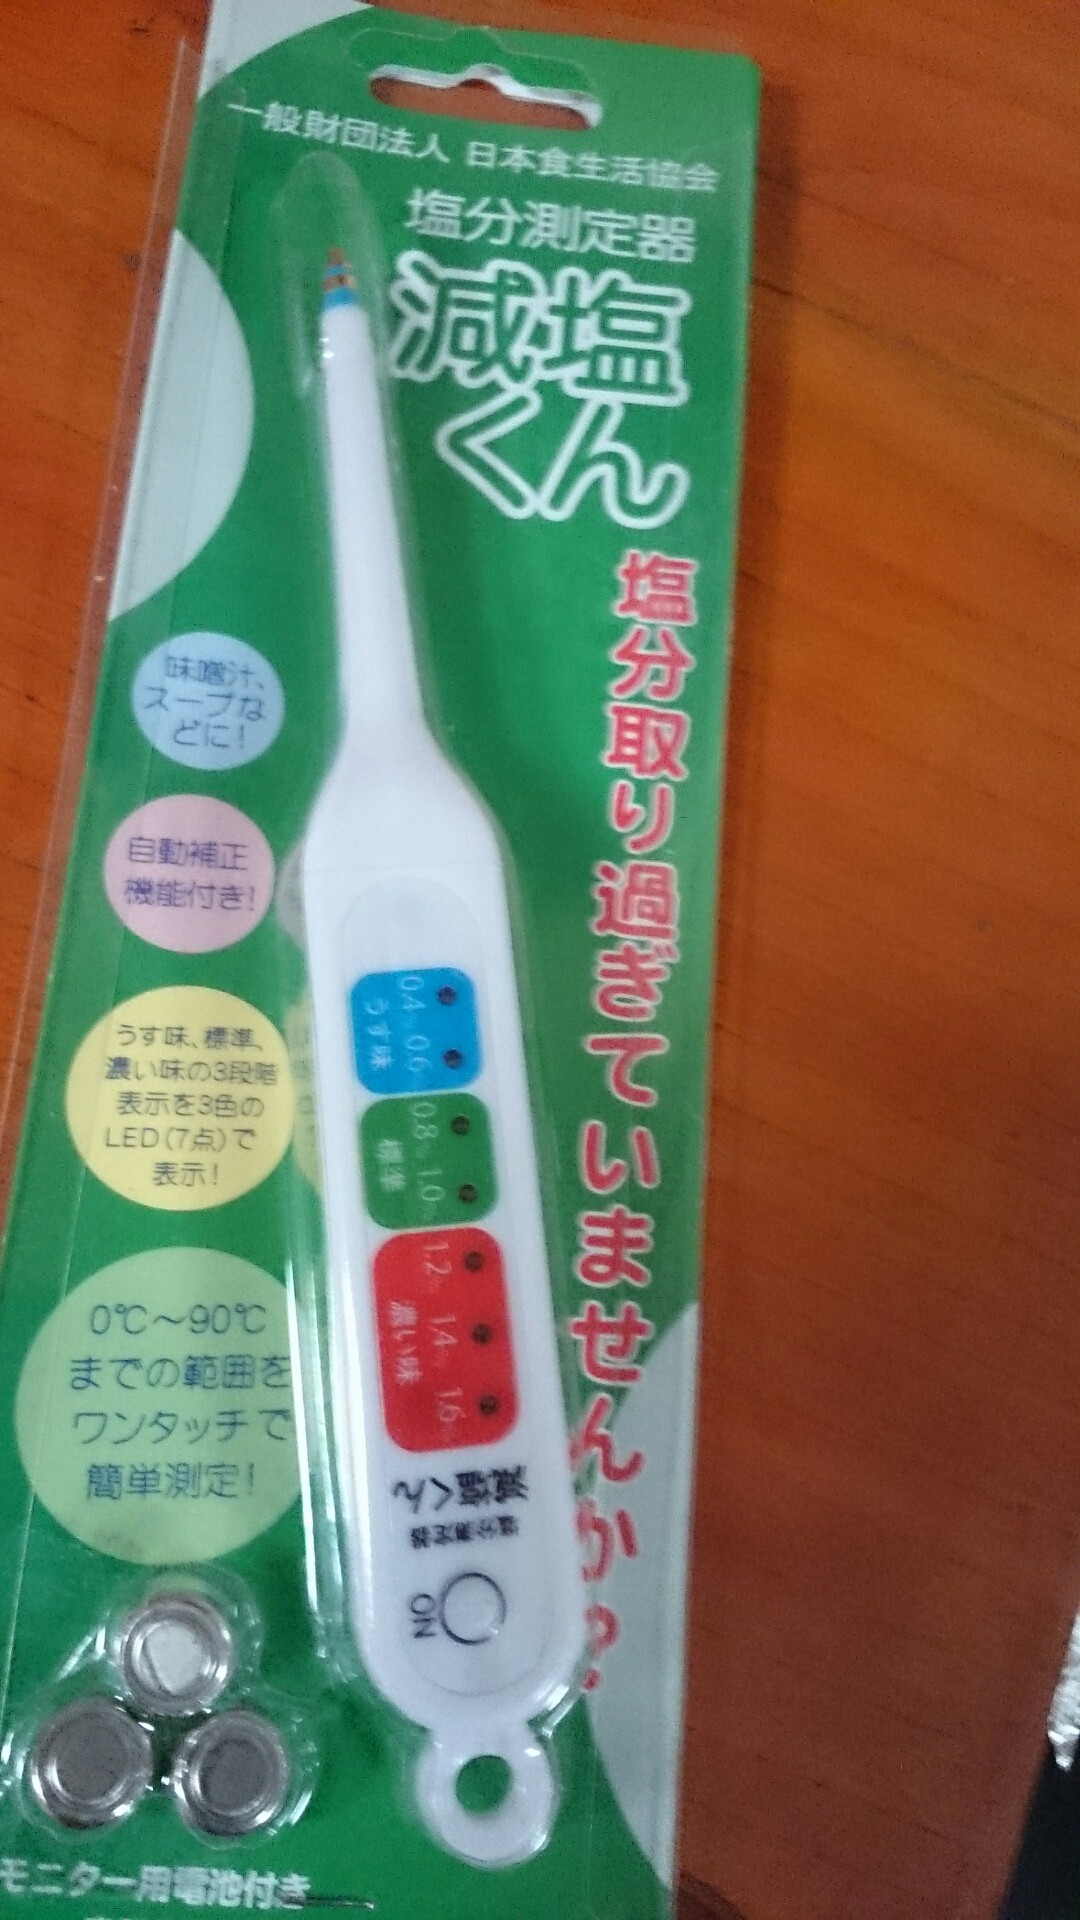 一般財団法人 日本食生活協会
塩分測定器
減塩
くん
塩分取り過ぎていませんか?
味噌汁、
スープな
どに!
自動補正
機能付き!
うす味、標準、
濃い味の3段階
表示を3色の
LED(7点)で
表示!
0℃～90℃
までの範囲を
ワンタッチで
簡単測定!
0.4% 0.6%
うす味
0.8% 1.0%
標準
1.2% 1.4% 1.6%
濃い味
減塩くん
塩分測定器
ON
モニター用電池付き